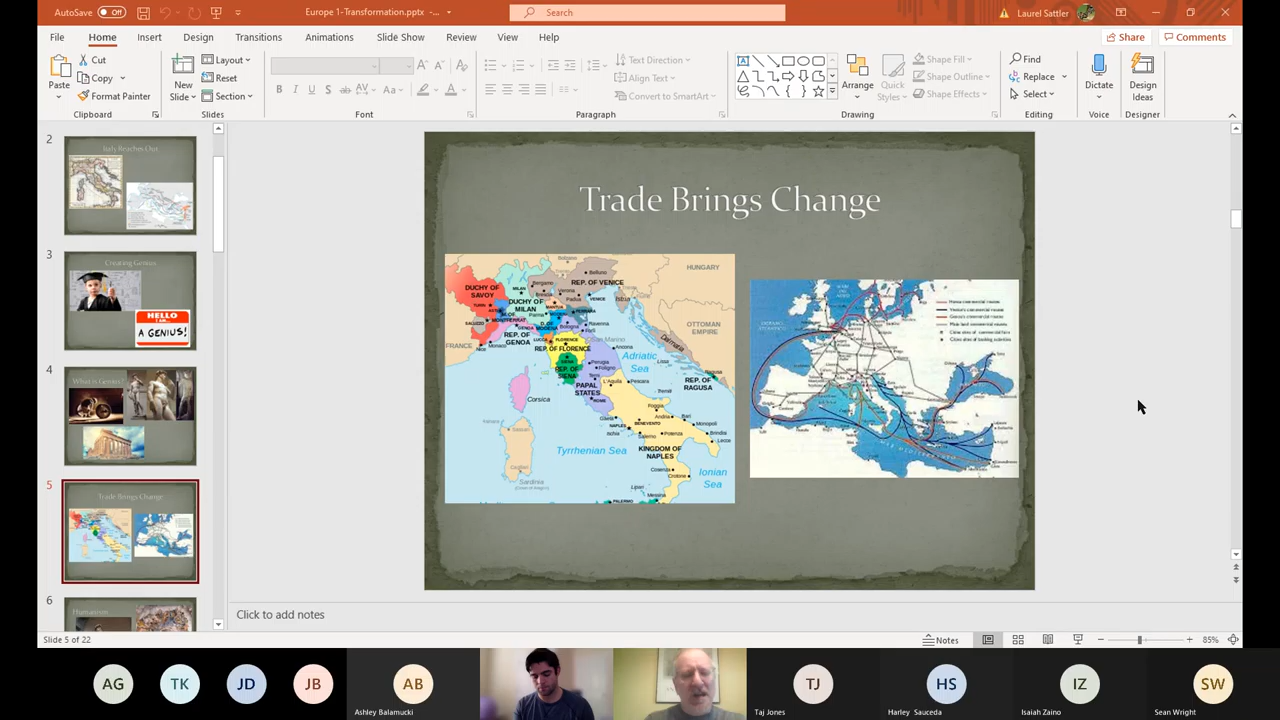 AutoSave Off Europe 1-Transformation.pptx -... Search Laurel Sattler
File Home Insert Design Transitions Animations Slide Show Review View Help Share Comments
Cut
Copy
Format Painter
Paste
Clipboard
New
Slide
Layout
Reset
Section
Slides
Font
Text Direction
Align Text
Convert to SmartArt
Paragraph
Arrange
Quick
Styles
Shape Fill
Shape Outline
Shape Effects
Drawing
Find
Replace
Select
Editing
Dictate
Voice
Design
Ideas
Designer
2
Italy Reaches Out
3
Creating Genius
HELLO
A GENIUS!
4
What is Genius?
5
Trade Brings Change
6
Humanism
Trade Brings Change
HUNGARY
DUCHY OF
SAVOY
REP. OF VENICE
DUCHY OF
MILAN
VENICE
Istria
OTTOMAN
EMPIRE
REP. OF
GENOA
FRANCE
REP. OF FLORENCE
REP. OF
SIENA
Dalmatia
Adriatic
Sea
PAPAL
STATES
ROME
REP. OF
RAGUSA
Corsica
Sardinia
Tyrrhenian Sea
NAPLES
KINGDOM OF
NAPLES
Ionian
Sea
PALERMO
Click to add notes
Slide 5 of 22 Notes 85%
AG TK JD JB AB TJ HS IZ SW
Ashley Balamucki Taj Jones Harley Sauceda Isaiah Zaino Sean Wright